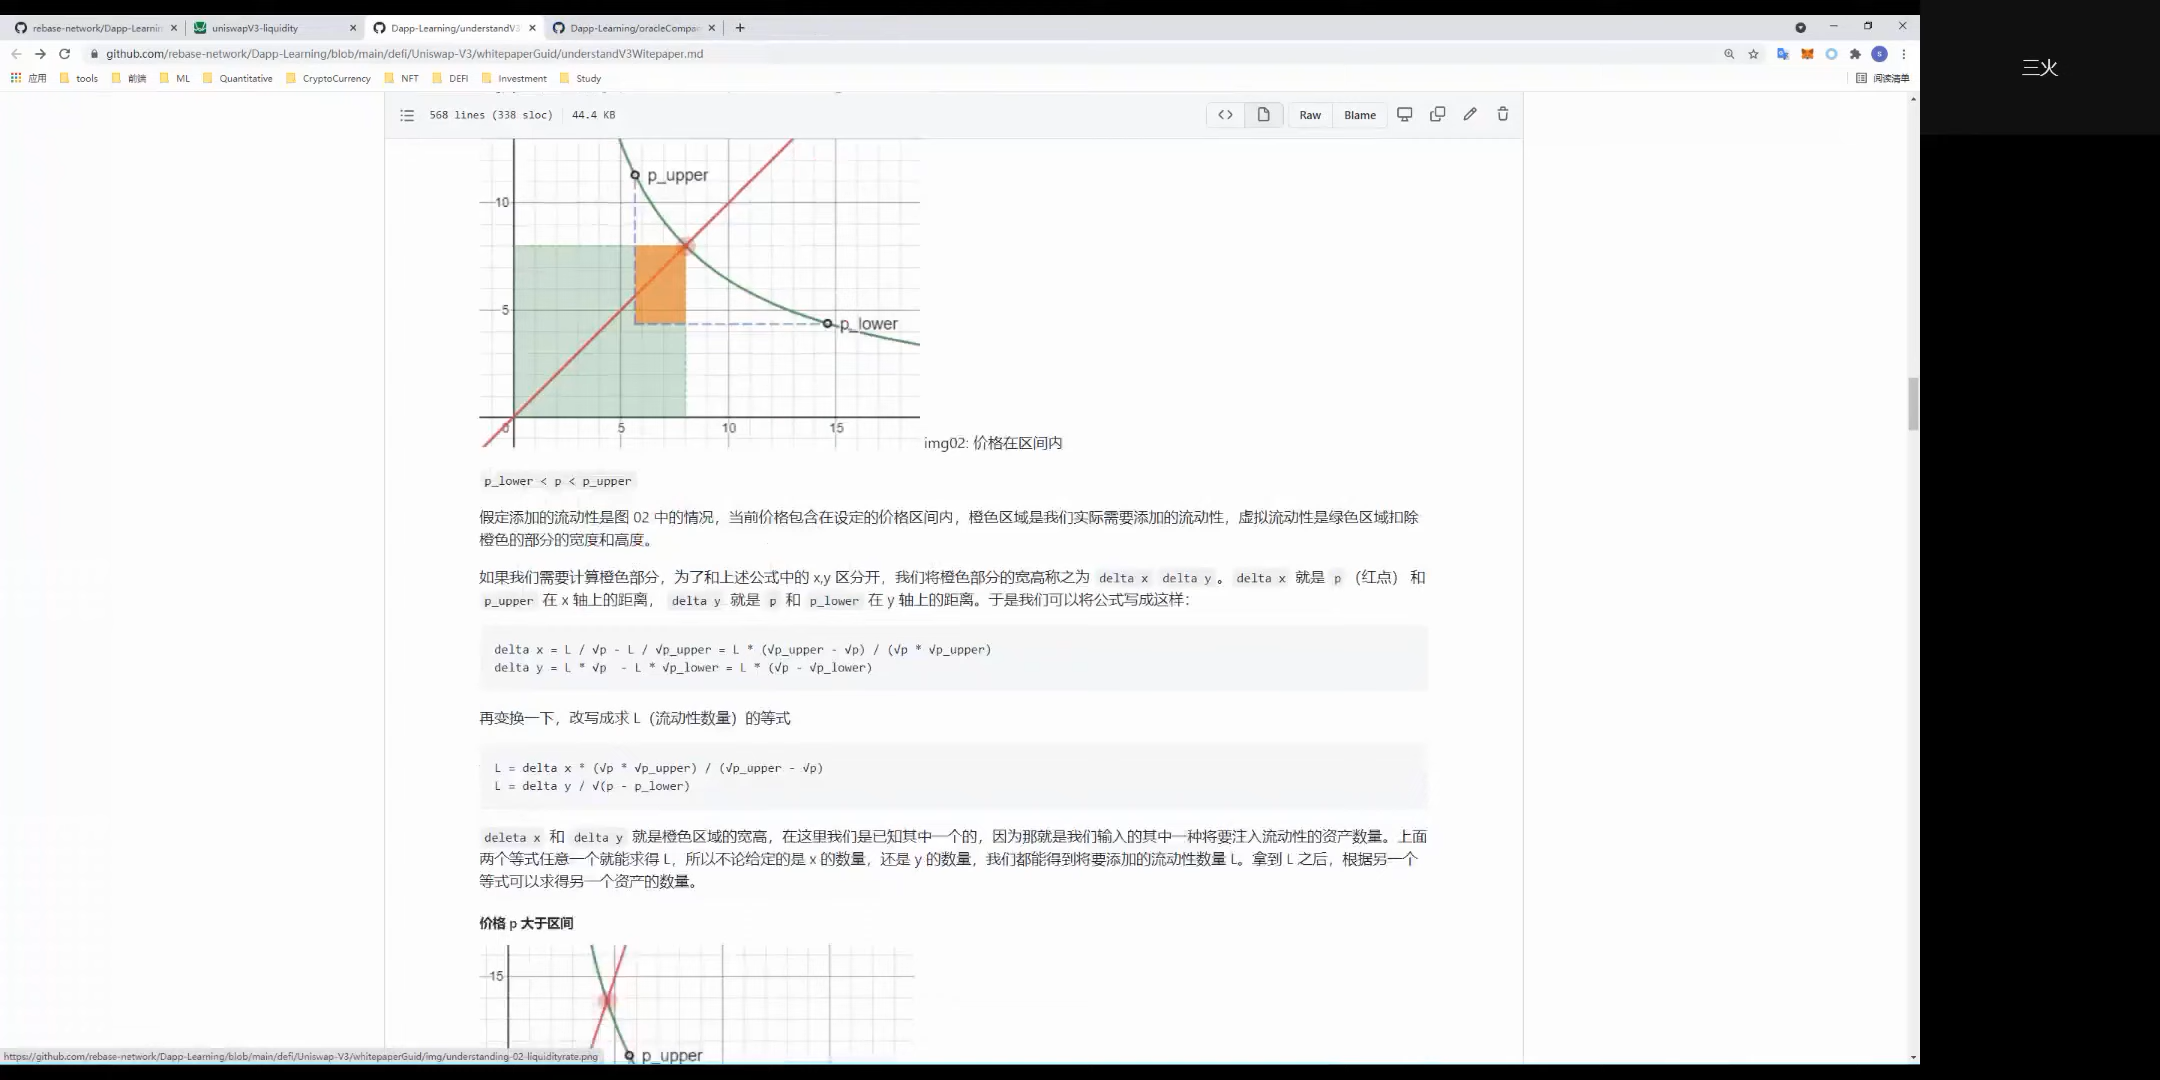 rebase-network/Dapp-Learnin
uniswapV3-liquidity
Dapp-Learning/understandV3
Dapp-Learning/oracleCompa
github.com/rebase-network/Dapp-Learning/blob/main/defi/Uniswap-V3/whitepaperGuid/understandV3Witepaper.md
应用 tools 前端 ML Quantitative CryptoCurrency NFT DEFI Investment Study 阅读清单
三火
568 lines (338 sloc) 44.4 KB Raw Blame
p_upper
10
5
p_lower
0 5 10 15
img02: 价格在区间内
p_lower < p < p_upper
假定添加的流动性是图 02 中的情况，当前价格包含在设定的价格区间内，橙色区域是我们实际需要添加的流动性，虚拟流动性是绿色区域扣除
橙色的部分的宽度和高度。
如果我们需要计算橙色部分，为了和上述公式中的 x,y 区分开，我们将橙色部分的宽高称之为 delta x delta y 。 delta x 就是 p （红点） 和
p_upper 在 x 轴上的距离， delta y 就是 p 和 p_lower 在 y 轴上的距离。于是我们可以将公式写成这样：
delta x = L / √p - L / √p_upper = L * (√p_upper - √p) / (√p * √p_upper)
delta y = L * √p - L * √p_lower = L * (√p - √p_lower)
再变换一下，改写成求 L（流动性数量）的等式
L = delta x * (√p * √p_upper) / (√p_upper - √p)
L = delta y / √(p - p_lower)
deleta x 和 delta y 就是橙色区域的宽高，在这里我们是已知其中一个的，因为那就是我们输入的其中一种将要注入流动性的资产数量。上面
两个等式任意一个就能求得 L，所以不论给定的是 x 的数量，还是 y 的数量，我们都能得到将要添加的流动性数量 L。拿到 L 之后，根据另一个
等式可以求得另一个资产的数量。
价格 p 大于区间
15
p_upper
https://github.com/rebase-network/Dapp-Learning/blob/main/defi/Uniswap-V3/whitepaperGuid/img/understanding-02-liquidityrate.png